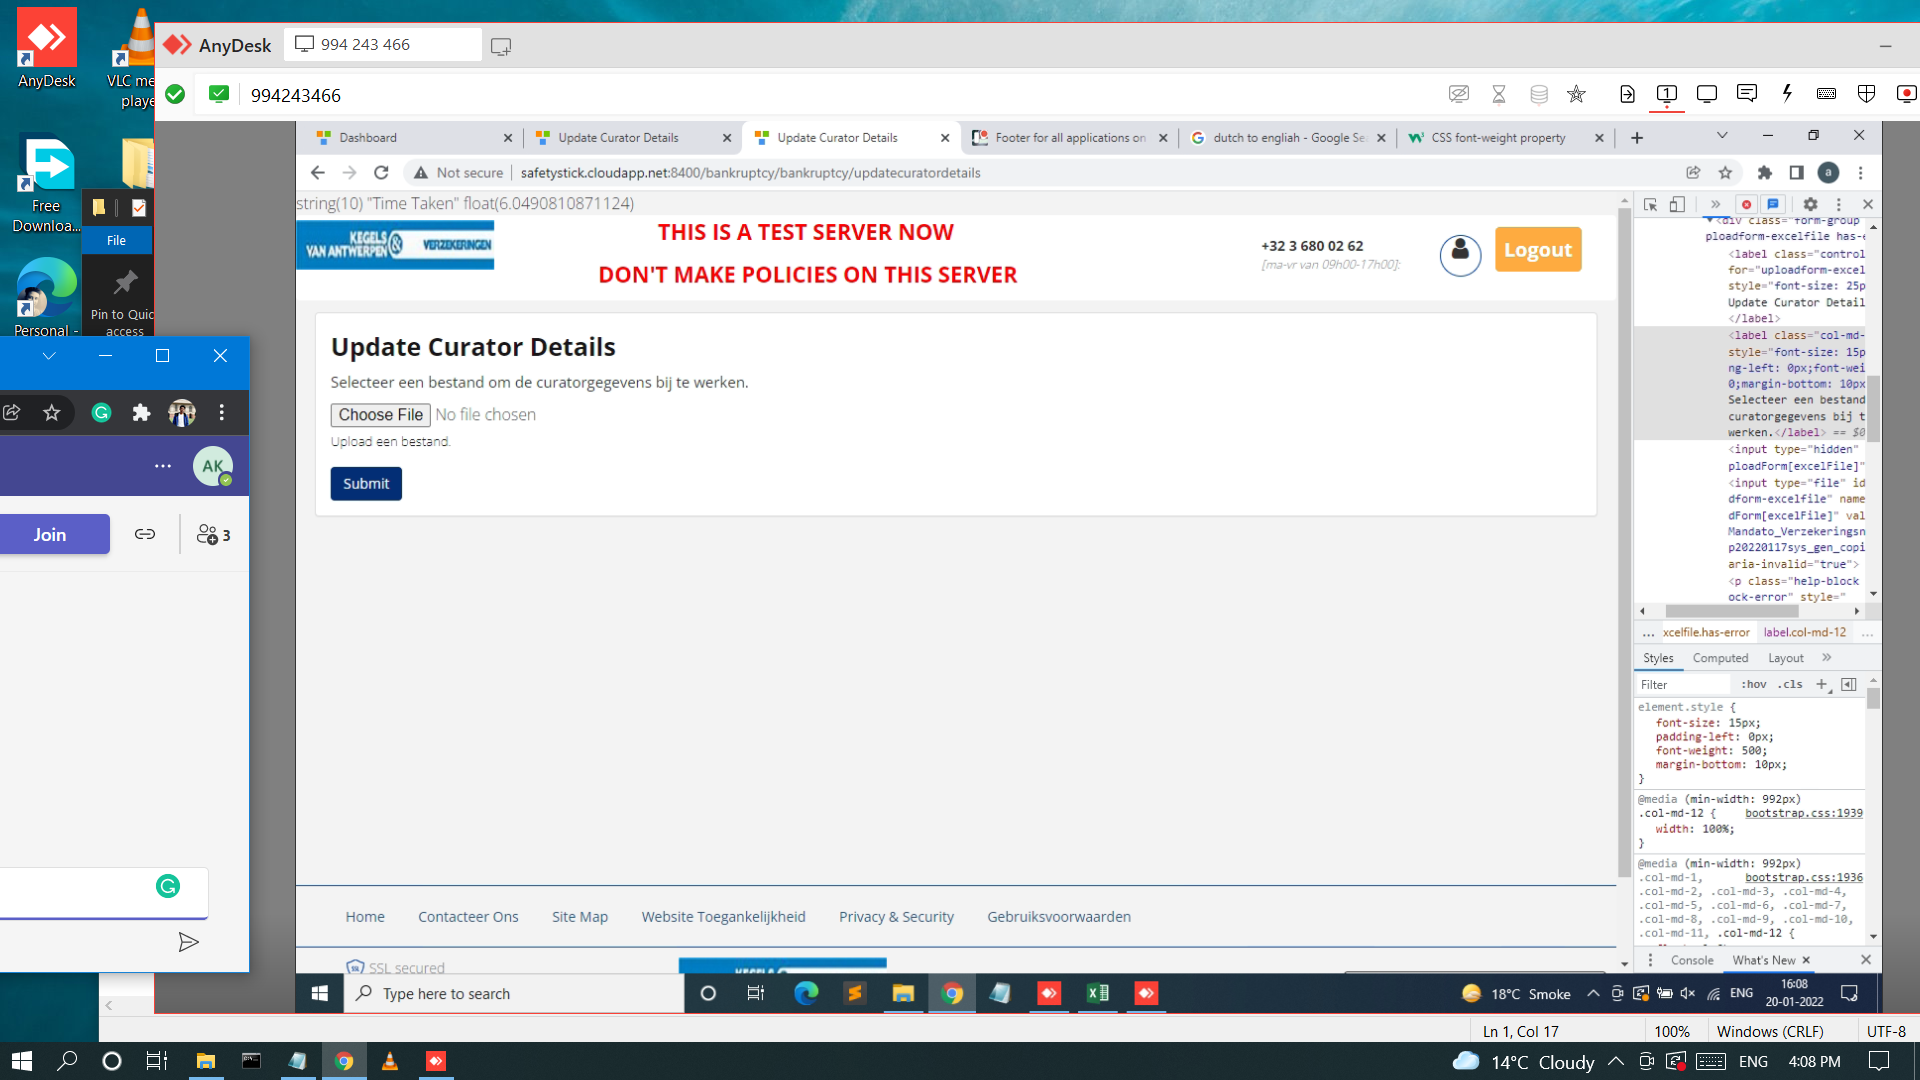 AnyDesk
VLC me
playe
Free
Downloa...
File
Pin to Quic
access
Personal -
AnyDesk
994 243 466
994243466
1
Dashboard
Update Curator Details
Update Curator Details
Footer for all applications on
dutch to engliah - Google Se
CSS font-weight property
Not secure
safetystick.cloudapp.net:8400/bankruptcy/bankruptcy/updatecuratordetails
a
string(10) "Time Taken" float(6.0490810871124)
KEGELS & VERZEKERINGEN
VAN ANTWERPEN
THIS IS A TEST SERVER NOW
DON'T MAKE POLICIES ON THIS SERVER
+32 3 680 02 62
[ma-vr van 09h00-17h00]:
Logout
Update Curator Details
Selecteer een bestand om de curatorgegevens bij te werken.
Choose File No file chosen
Upload een bestand.
Submit
Home
Contacteer Ons
Site Map
Website Toegankelijkheid
Privacy & Security
Gebruiksvoorwaarden
SSL secured
<div class="form-group
ploadform-excelfile has-e
<label class="control
for="uploadform-excel
style="font-size: 25p
Update Curator Detail
</label>
<label class="col-md-
style="font-size: 15p
ng-left: 0px;font-wei
0;margin-bottom: 10px
Selecteer een bestand
curatorgegevens bij t
werken.</label> == $0
<input type="hidden"
ploadForm[excelFile]"
<input type="file" id
dform-excelfile" name
dForm[excelFile]" val
Mandato_Verzekeringsn
p20220117sys_gen_copi
aria-invalid="true">
<p class="help-block
ock-error" style="
... xcelfile.has-error label.col-md-12 ...
Styles Computed Layout »
Filter :hov .cls +
element.style {
font-size: 15px;
padding-left: 0px;
font-weight: 500;
margin-bottom: 10px;
}
@media (min-width: 992px)
.col-md-12 { bootstrap.css:1939
width: 100%;
}
@media (min-width: 992px)
.col-md-1, bootstrap.css:1936
.col-md-2, .col-md-3, .col-md-4,
.col-md-5, .col-md-6, .col-md-7,
.col-md-8, .col-md-9, .col-md-10,
.col-md-11, .col-md-12 {
Console What's New
AK
Join
3
Type here to search
18°C Smoke
ENG
16:08
20-01-2022
Ln 1, Col 17
100%
Windows (CRLF)
UTF-8
14°C Cloudy
ENG
4:08 PM